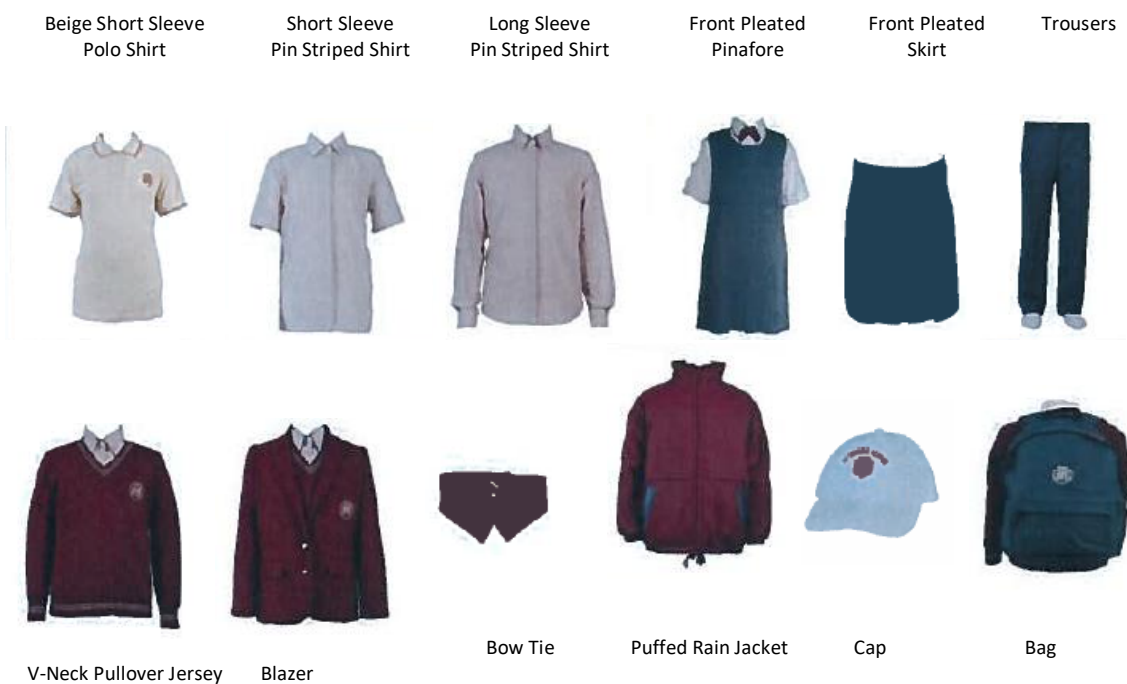 Beige Short Sleeve
Polo Shirt
Short Sleeve
Pin Striped Shirt
Long Sleeve
Pin Striped Shirt
Front Pleated
Pinafore
Front Pleated
Skirt
Trousers
Bow Tie
Puffed Rain Jacket
Cap
Bag
V-Neck Pullover Jersey
Blazer